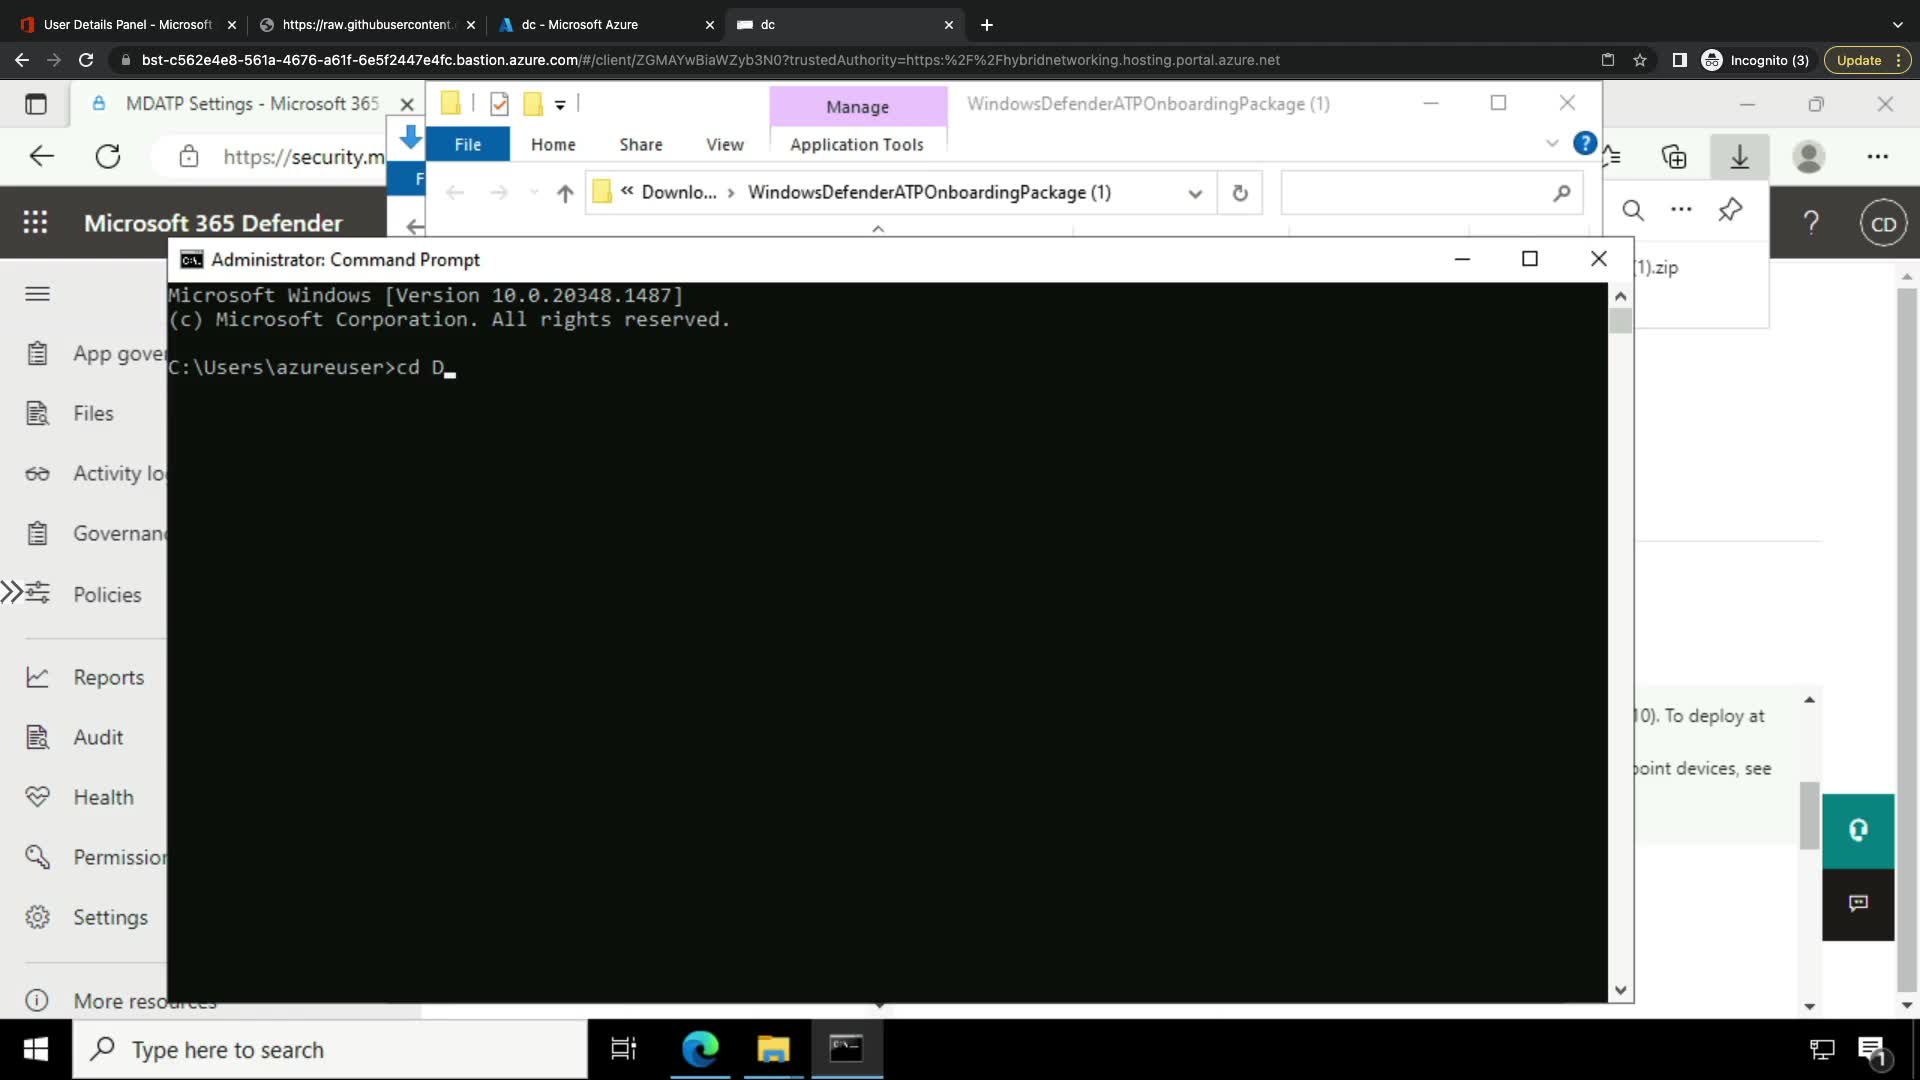 User Details Panel - Microsoft
https://raw.githubusercontent.
dc - Microsoft Azure
dc
bst-c562e4e8-561a-4676-a61f-6e5f2447e4fc.bastion.azure.com/#/client/ZGMAYwBiaWZyb3N0?trustedAuthority=https:%2F%2Fhybridnetworking.hosting.portal.azure.net
Incognito (3)
Update
MDATP Settings - Microsoft 365
Manage
WindowsDefenderATPOnboardingPackage (1)
File
Home
Share
View
Application Tools
https://security.m
F
« Downlo... › WindowsDefenderATPOnboardingPackage (1)
Microsoft 365 Defender
CD
Administrator: Command Prompt
(1).zip
Microsoft Windows [Version 10.0.20348.1487]
(c) Microsoft Corporation. All rights reserved.
C:\Users\azureuser>cd D_
App gover
Files
Activity lo
Governanc
Policies
Reports
Audit
Health
Permission
Settings
More resources
10). To deploy at
point devices, see
Type here to search
1